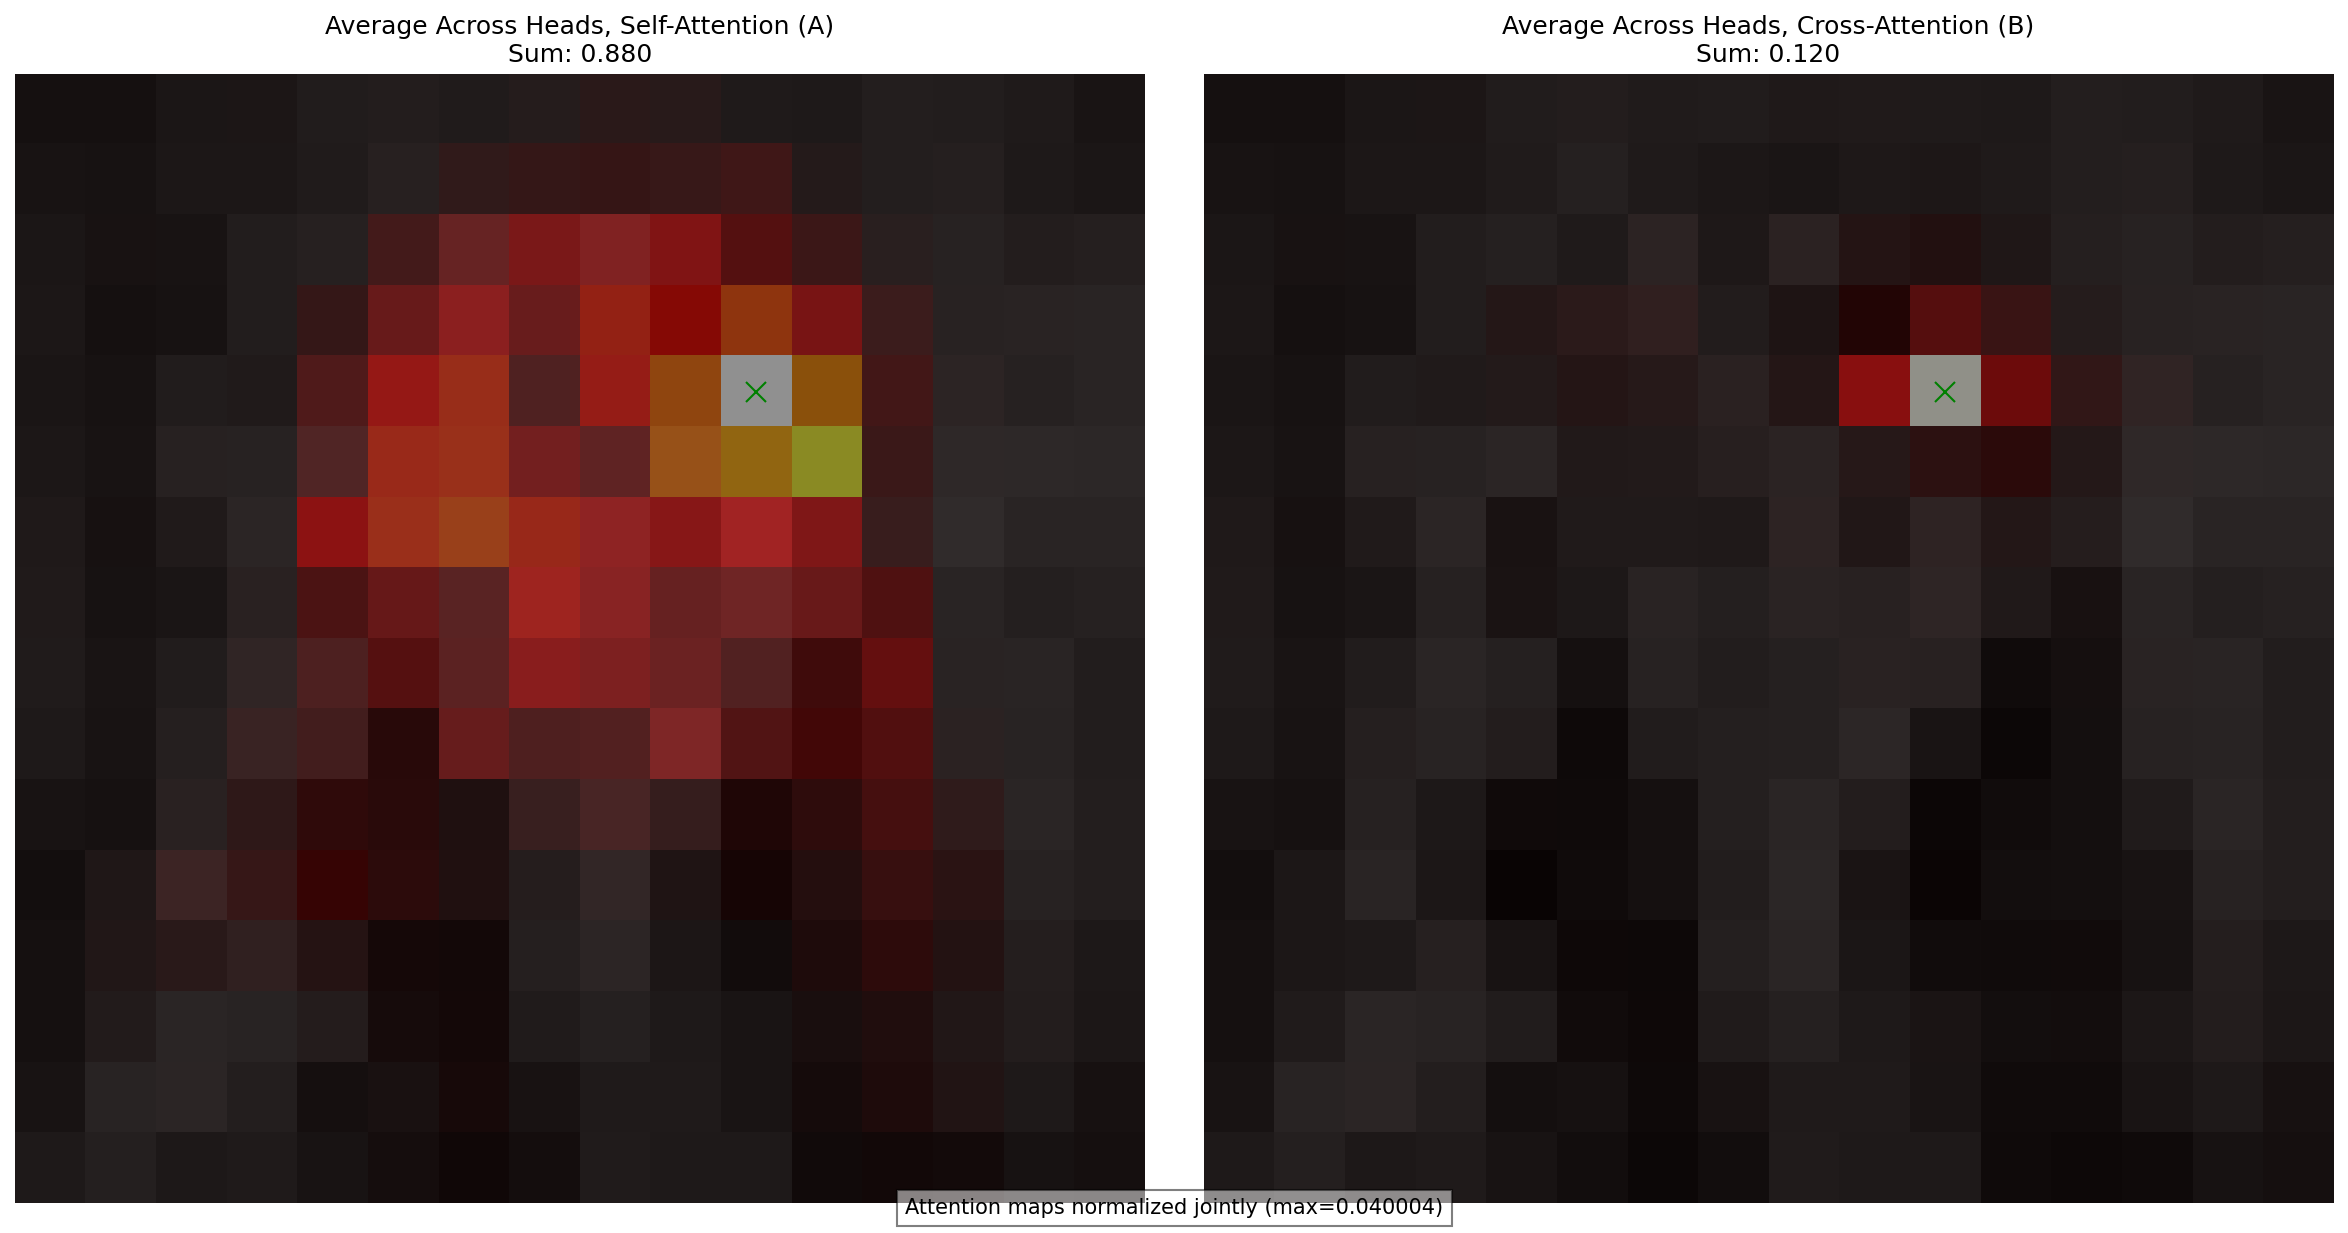 Average Across Heads, Self-Attention (A)
Sum: 0.880
Average Across Heads, Cross-Attention (B)
Sum: 0.120
Attention maps normalized jointly (max=0.040004)